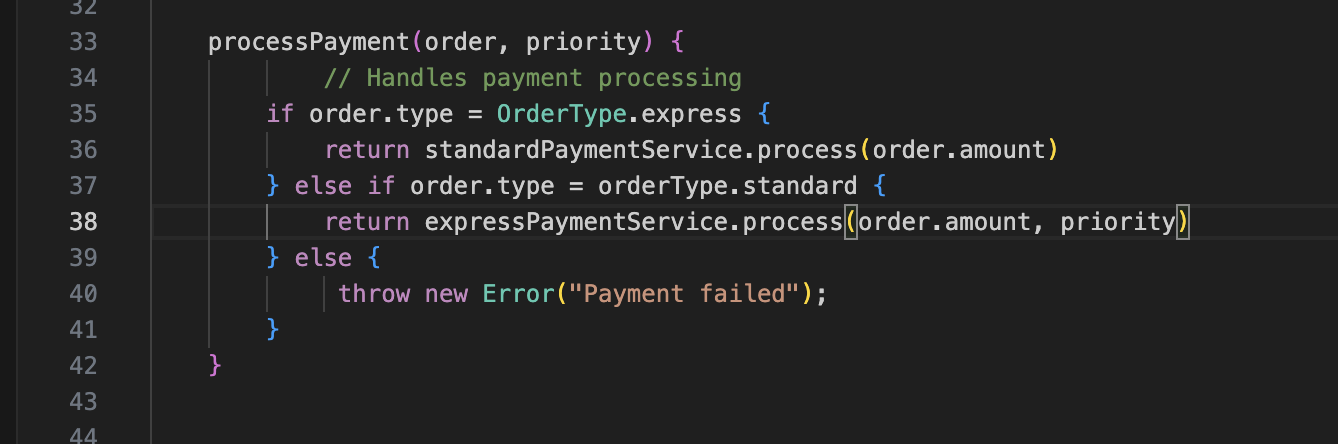 32
33 processPayment(order, priority) {
34 // Handles payment processing
35 if order.type = OrderType.express {
36 return standardPaymentService.process(order.amount)
37 } else if order.type = orderType.standard {
38 return expressPaymentService.process(order.amount, priority)
39 } else {
40 throw new Error("Payment failed");
41 }
42 }
43
44